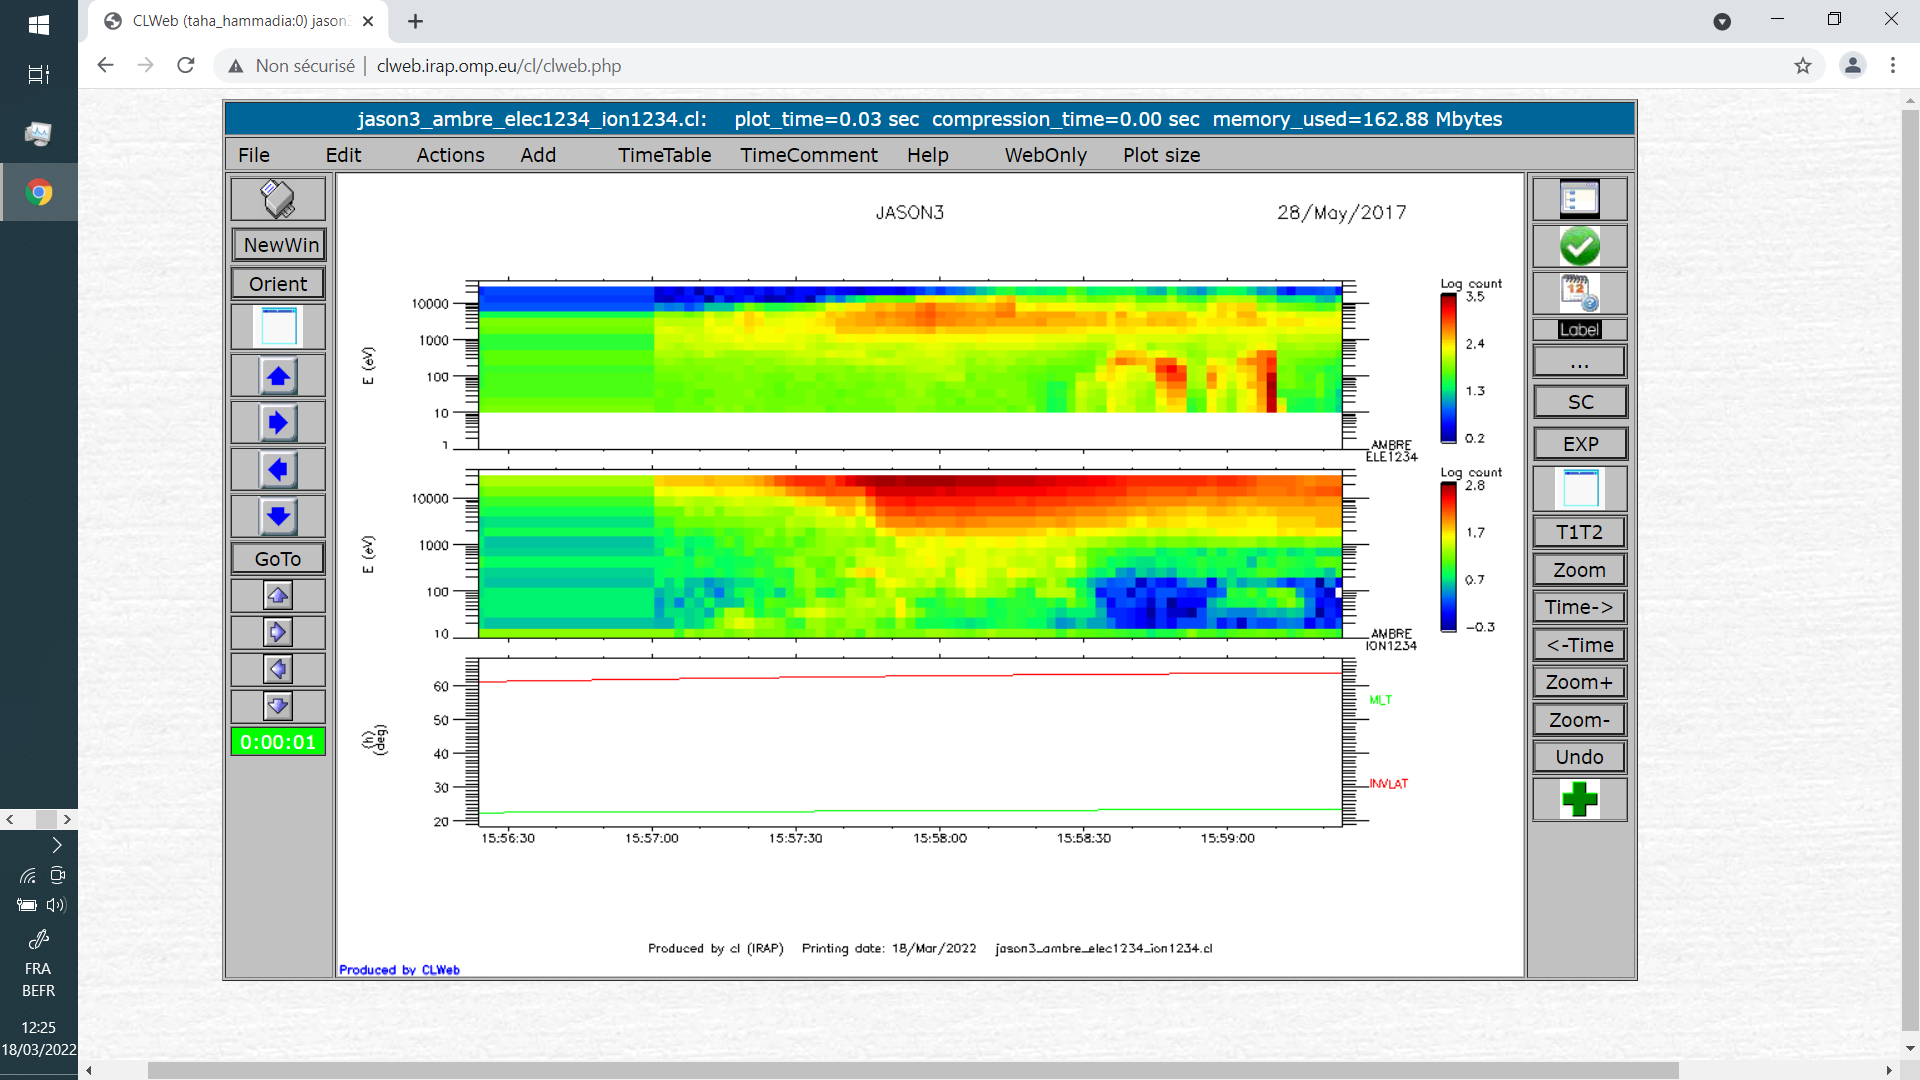 CLWeb (taha_hammadia:0) jason3
Non sécurisé | clweb.irap.omp.eu/cl/clweb.php
jason3_ambre_elec1234_ion1234.cl: plot_time=0.03 sec compression_time=0.00 sec memory_used=162.88 Mbytes
File Edit Actions Add TimeTable TimeComment Help WebOnly Plot size
NewWin
Orient
GoTo
0:00:01
JASON3 28/May/2017
Log count
3.5
2.4
1.3
0.2
E (eV)
10000
1000
100
10
1
AMBRE
ELE1234
Log count
2.8
1.7
0.7
-0.3
E (eV)
10000
1000
100
10
AMBRE
ION1234
(h)
(deg)
60
50
40
30
20
MLT
INVLAT
15:56:30 15:57:00 15:57:30 15:58:00 15:58:30 15:59:00
Produced by cl (IRAP) Printing date: 18/Mar/2022 jason3_ambre_elec1234_ion1234.cl
Produced by CLWeb
12
Label
...
SC
EXP
T1T2
Zoom
Time->
<-Time
Zoom+
Zoom-
Undo
FRA
BEFR
12:25
18/03/2022